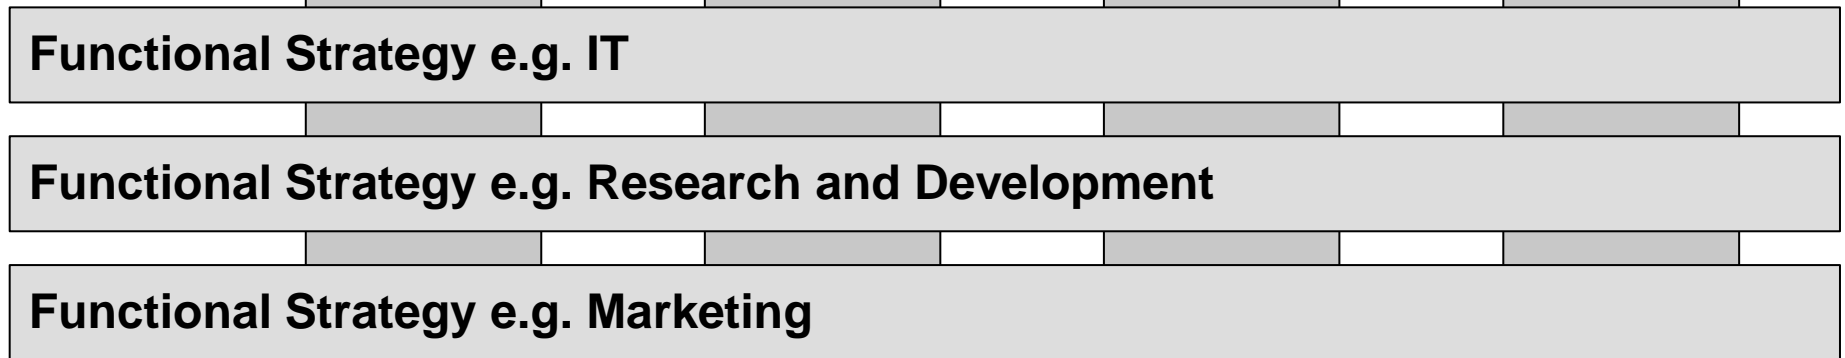 Functional Strategy e.g. IT
Functional Strategy e.g. Research and Development
Functional Strategy e.g. Marketing